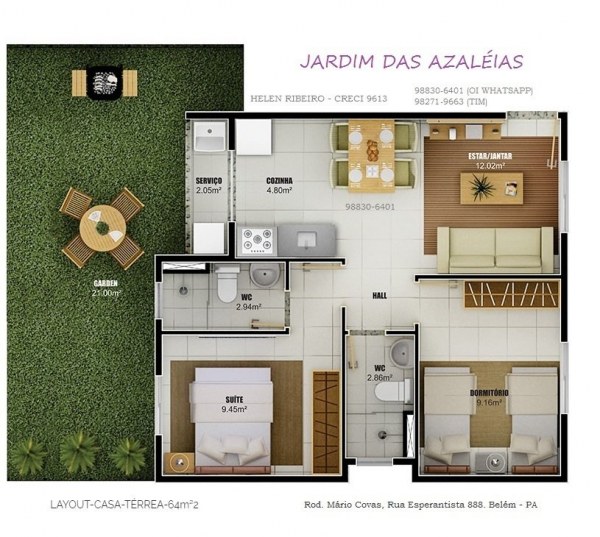 JARDIM DAS AZALÉIAS
HELEN RIBEIRO - CRECI 9613
98830-6401 (OI WHATSAPP)
98271-9663 (TIM)
ESTAR/JANTAR
12.02m²
SERVIÇO
2.05m²
COZINHA
4.80m²
98830-6401
GARDEN
21.00m²
WC
2.94m²
HALL
WC
2.86m²
SUÍTE
9.45m²
DORMITÓRIO
9.16m²
LAYOUT-CASA-TÉRREA-64m²2
Rod. Mário Covas, Rua Esperantista 888. Belém - PA